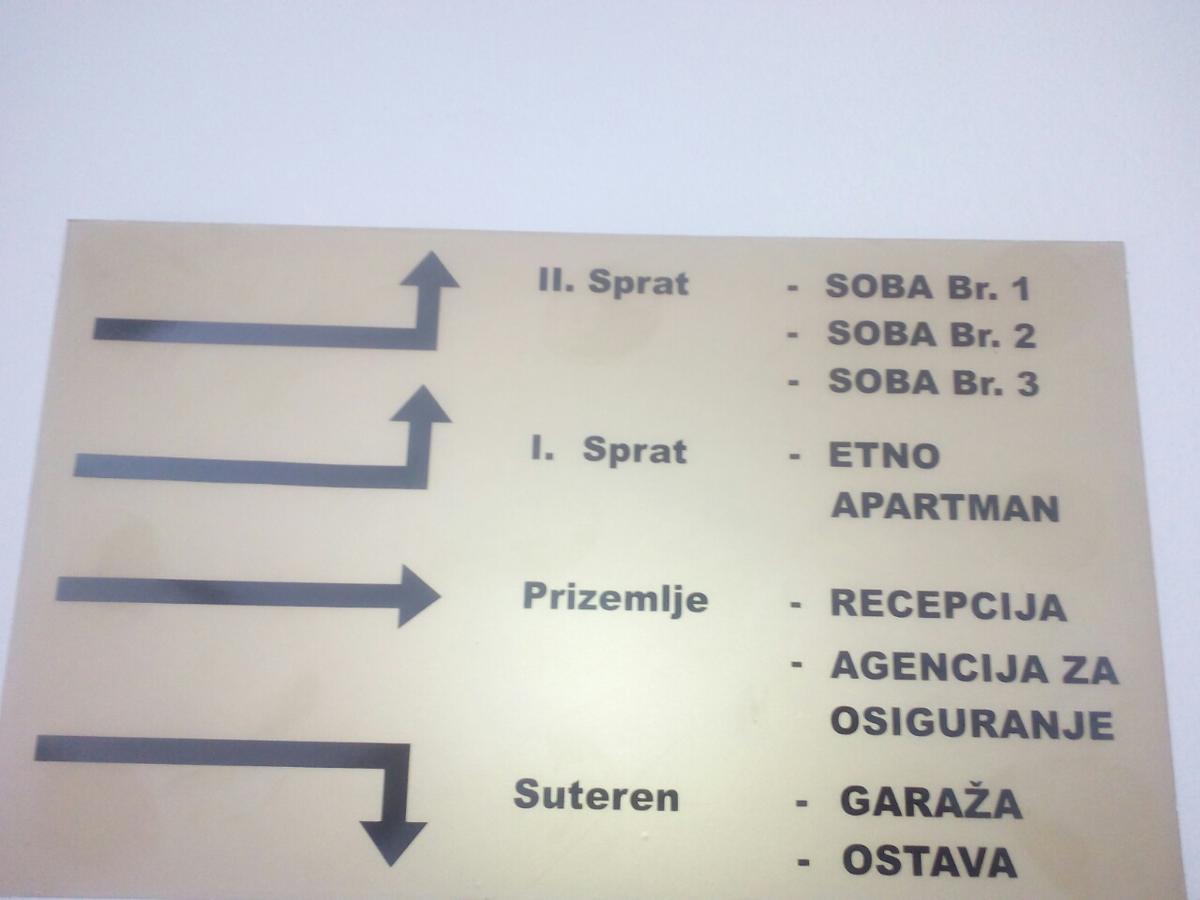 II. Sprat - SOBA Br. 1
- SOBA Br. 2
- SOBA Br. 3
I. Sprat - ETNO
APARTMAN
Prizemlje - RECEPCIJA
- AGENCIJA ZA
OSIGURANJE
Suteren - GARAŽA
- OSTAVA